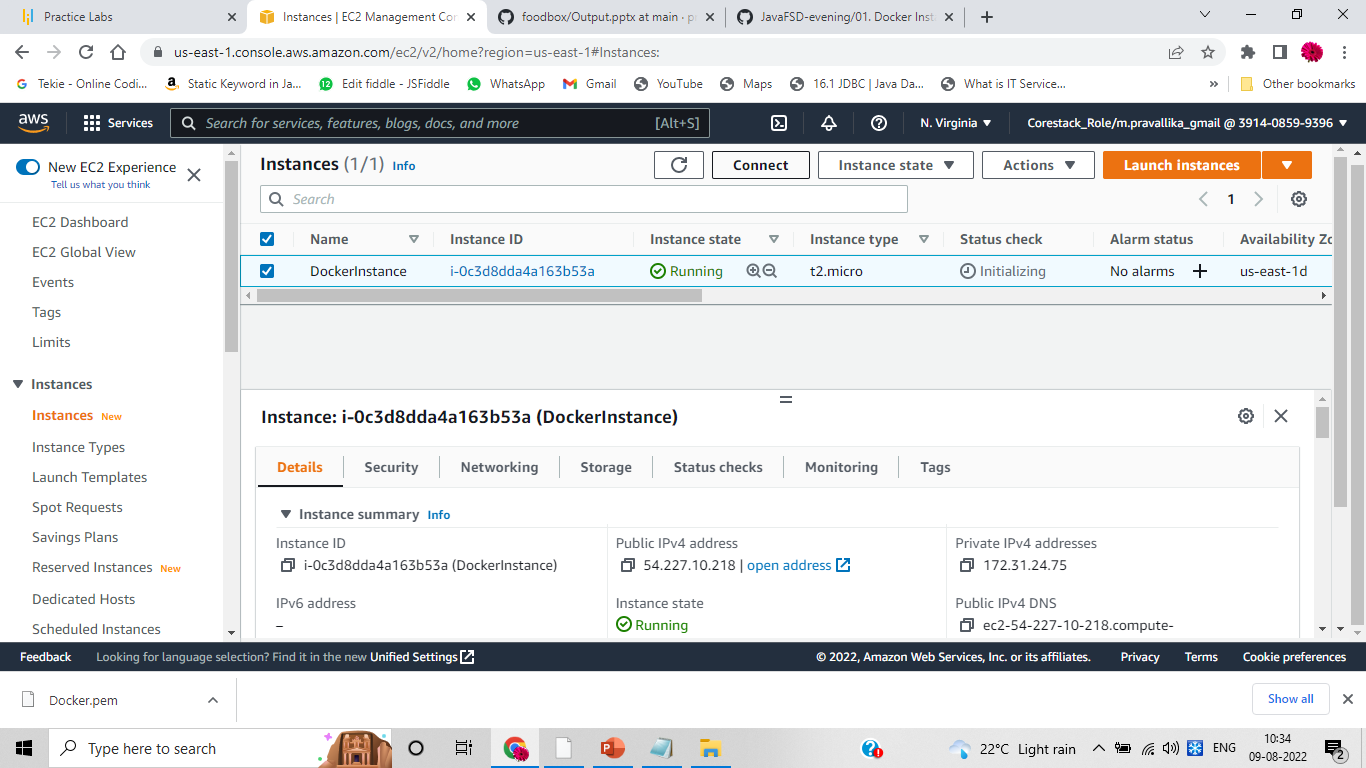 Practice Labs
Instances | EC2 Management Con
foodbox/Output.pptx at main · p
JavaFSD-evening/01. Docker Inst
us-east-1.console.aws.amazon.com/ec2/v2/home?region=us-east-1#Instances:
Tekie - Online Codi...
Static Keyword in Ja...
Edit fiddle - JSFiddle
WhatsApp
Gmail
YouTube
Maps
16.1 JDBC | Java Da...
What is IT Service...
»
Other bookmarks
aws
Services
Search for services, features, blogs, docs, and more
[Alt+S]
N. Virginia
Corestack_Role/m.pravallika_gmail @ 3914-0859-9396
New EC2 Experience
Tell us what you think
EC2 Dashboard
EC2 Global View
Events
Tags
Limits
Instances
Instances New
Instance Types
Launch Templates
Spot Requests
Savings Plans
Reserved Instances New
Dedicated Hosts
Scheduled Instances
Instances (1/1) Info
Connect
Instance state
Actions
Launch instances
Search
1
Name
Instance ID
Instance state
Instance type
Status check
Alarm status
Availability Zo
DockerInstance
i-0c3d8dda4a163b53a
Running
t2.micro
Initializing
No alarms
us-east-1d
Instance: i-0c3d8dda4a163b53a (DockerInstance)
Details
Security
Networking
Storage
Status checks
Monitoring
Tags
Instance summary Info
Instance ID
i-0c3d8dda4a163b53a (DockerInstance)
Public IPv4 address
54.227.10.218 | open address
Private IPv4 addresses
172.31.24.75
IPv6 address
–
Instance state
Running
Public IPv4 DNS
ec2-54-227-10-218.compute-
Feedback
Looking for language selection? Find it in the new Unified Settings
© 2022, Amazon Web Services, Inc. or its affiliates.
Privacy
Terms
Cookie preferences
Docker.pem
Show all
Type here to search
22°C Light rain
ENG
10:34
09-08-2022
2